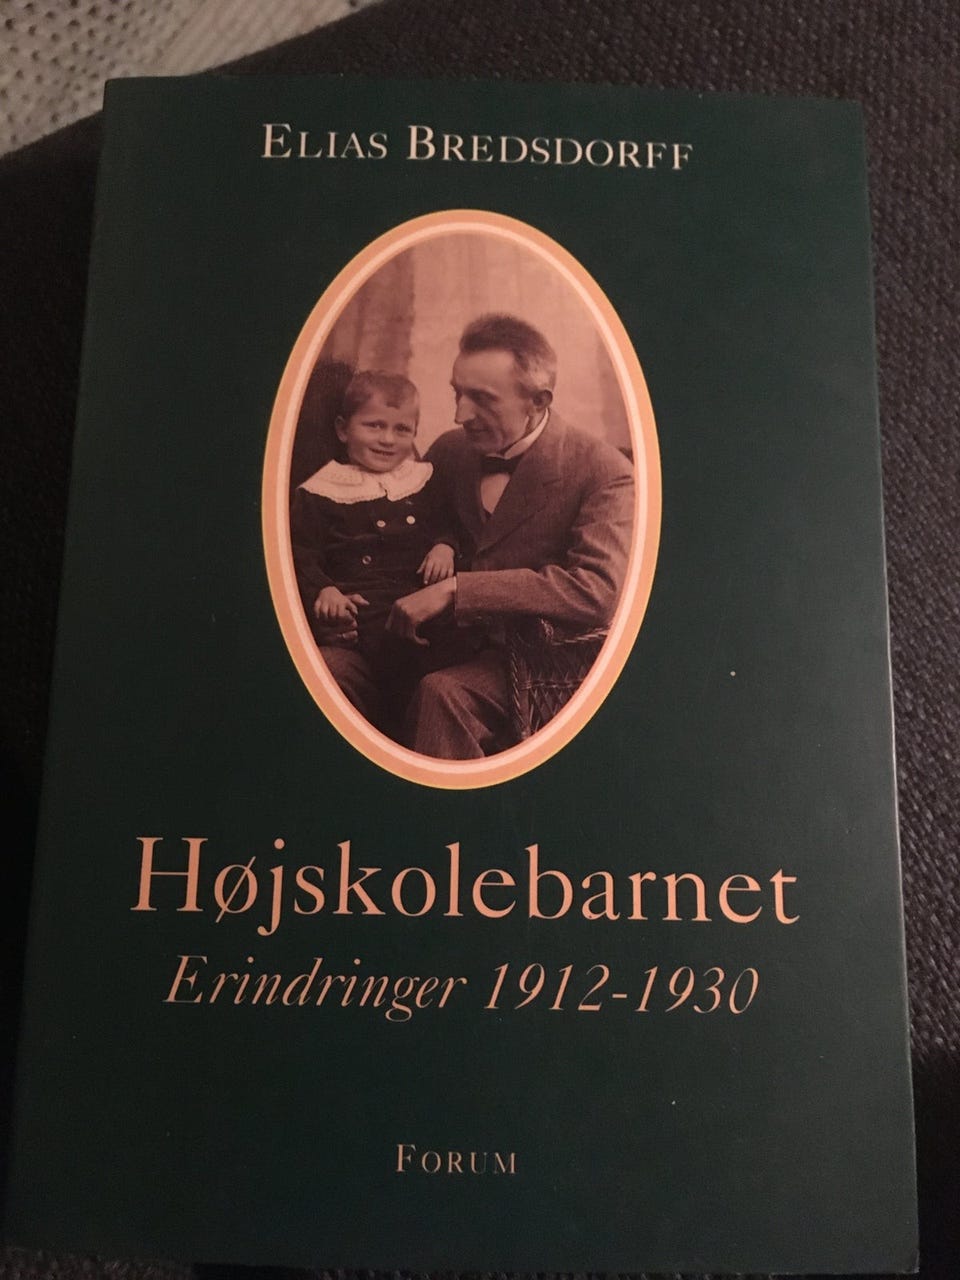 ELIAS BREDSDORFF
Højskolebarnet
Erindringer 1912-1930
FORUM